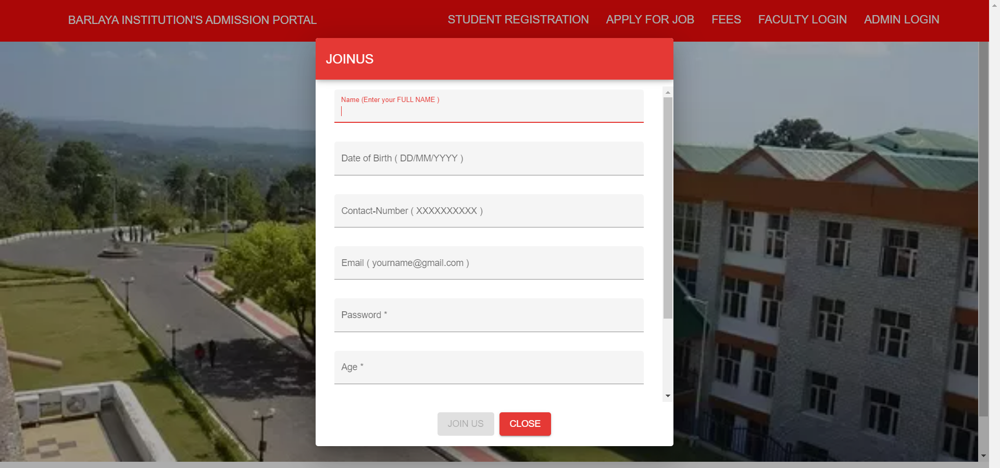 BARLAYA INSTITUTION'S ADMISSION PORTAL
STUDENT REGISTRATION
APPLY FOR JOB
FEES
FACULTY LOGIN
ADMIN LOGIN
JOINUS
Name (Enter your FULL NAME )
Date of Birth ( DD/MM/YYYY )
Contact-Number ( XXXXXXXXXX )
Email ( yourname@gmail.com )
Password *
Age *
JOIN US
CLOSE